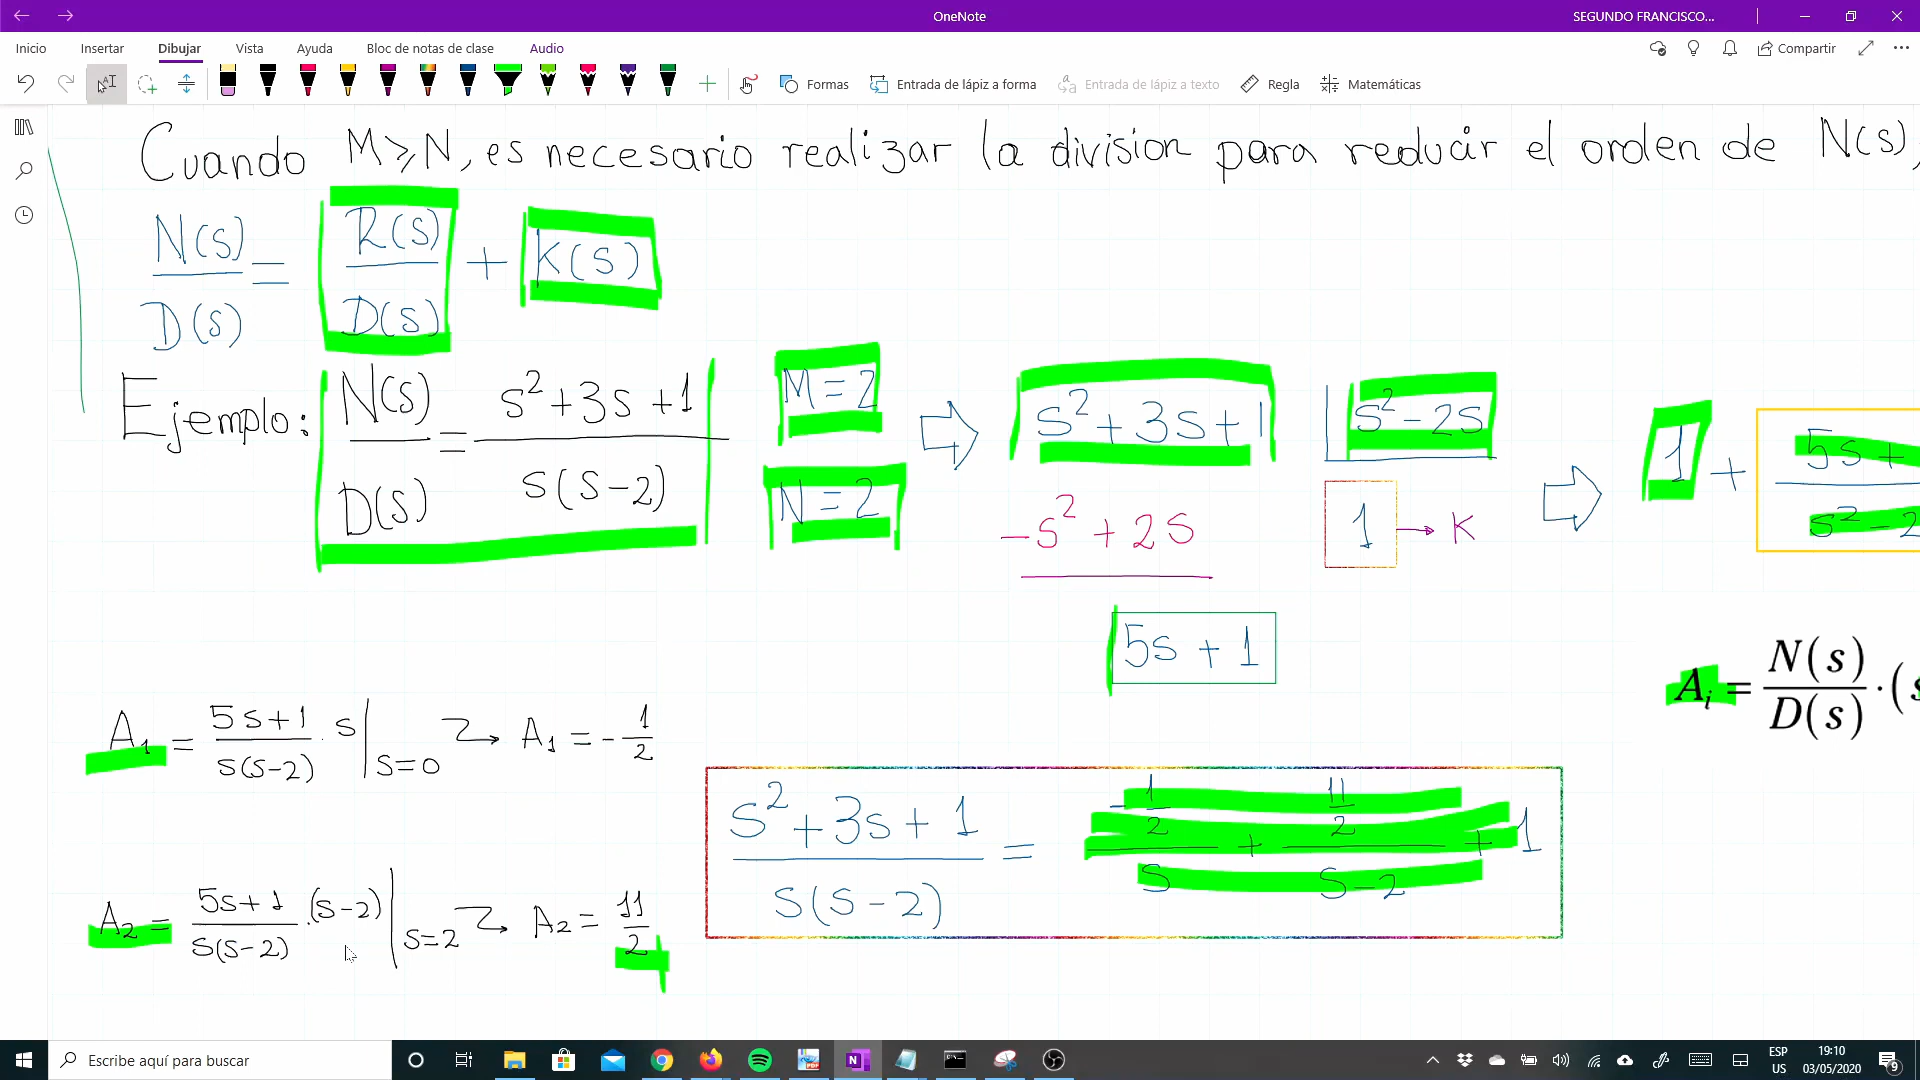 OneNote
SEGUNDO FRANCISCO...
Inicio Insertar Dibujar Vista Ayuda Bloc de notas de clase Audio Compartir
Formas Entrada de lápiz a forma Entrada de lápiz a texto Regla Matemáticas
Cuando M≥N, es necesario realizar la division para reducir el orden de N(s),
N(s)/D(s) = R(s)/D(s) + K(s)
Ejemplo: N(s)/D(s) = s²+3s+1 / s(s-2)
M=2
N=2
⇨ s²+3s+1 | s²-2s
-s²+2s
1 → K
5s+1
⇨ 1 + 5s+ / s²-2
A₁ = 5s+1 / s(s-2) · s | s=0 → A₁ = -1/2
Ai = N(s)/D(s) · (s
A₂ = 5s+1 / s(s-2) · (s-2) | s=2 → A₂ = 11/2
s²+3s+1 / s(s-2) = -1/2 / s + 11/2 / s-2 + 1
Escribe aquí para buscar
ESP
US
19:10
03/05/2020
9